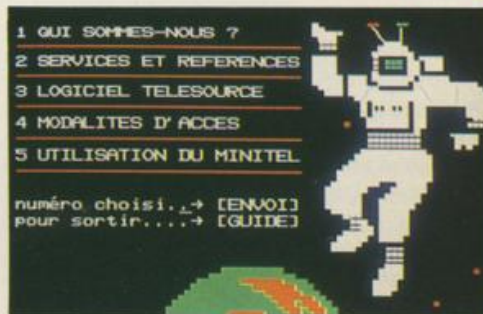 1 QUI SOMMES-NOUS ?
2 SERVICES ET REFERENCES
3 LOGICIEL TELESOURCE
4 MODALITES D'ACCES
5 UTILISATION DU MINITEL
numéro choisi..→ [ENVOI]
pour sortir....→ [GUIDE]